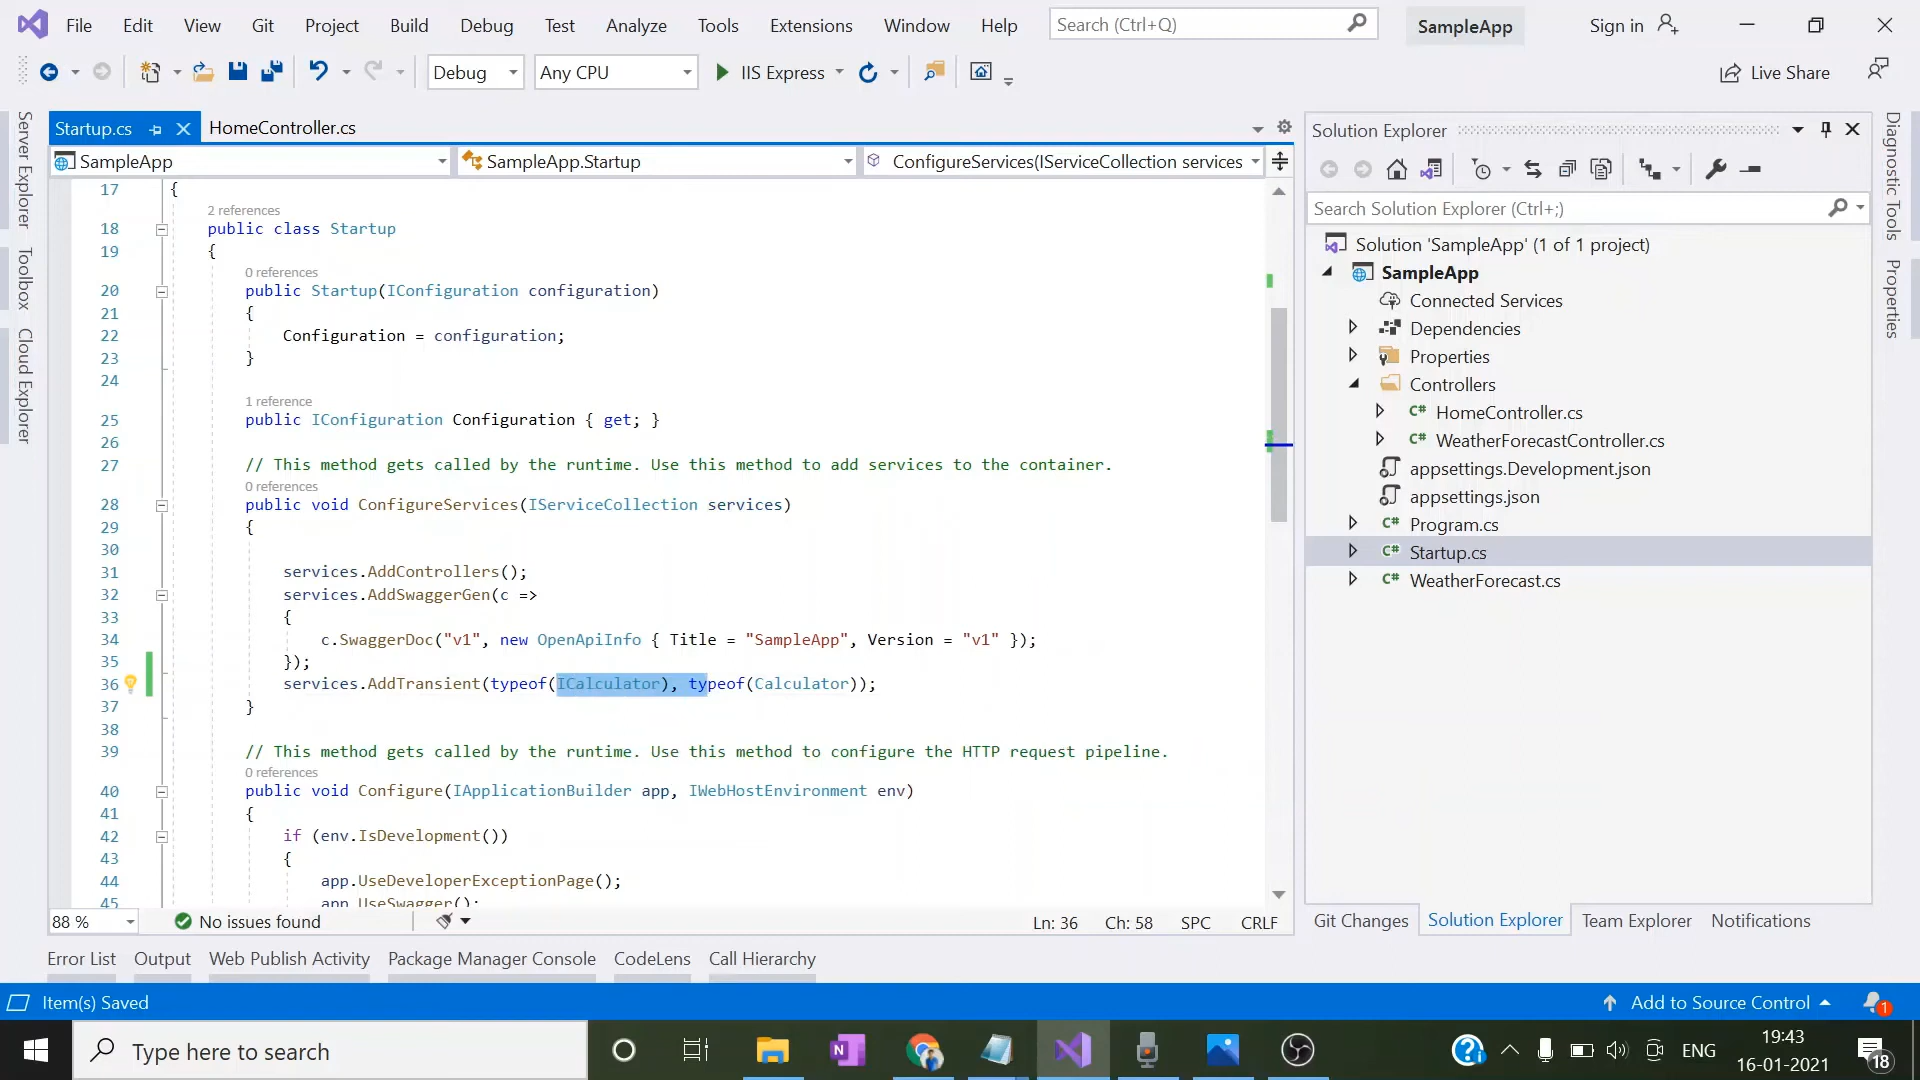 File Edit View Git Project Build Debug Test Analyze Tools Extensions Window Help Search (Ctrl+Q) SampleApp Sign in
Debug Any CPU IIS Express Live Share
Server Explorer
Toolbox
Cloud Explorer
Startup.cs HomeController.cs
SampleApp SampleApp.Startup ConfigureServices(IServiceCollection services
17 {
2 references
18 public class Startup
19 {
0 references
20 public Startup(IConfiguration configuration)
21 {
22 Configuration = configuration;
23 }
24
1 reference
25 public IConfiguration Configuration { get; }
26
27 // This method gets called by the runtime. Use this method to add services to the container.
0 references
28 public void ConfigureServices(IServiceCollection services)
29 {
30
31 services.AddControllers();
32 services.AddSwaggerGen(c =>
33 {
34 c.SwaggerDoc("v1", new OpenApiInfo { Title = "SampleApp", Version = "v1" });
35 });
36 services.AddTransient(typeof(ICalculator), typeof(Calculator));
37 }
38
39 // This method gets called by the runtime. Use this method to configure the HTTP request pipeline.
0 references
40 public void Configure(IApplicationBuilder app, IWebHostEnvironment env)
41 {
42 if (env.IsDevelopment())
43 {
44 app.UseDeveloperExceptionPage();
45 app.UseSwagger();
88 % No issues found Ln: 36 Ch: 58 SPC CRLF
Solution Explorer
Search Solution Explorer (Ctrl+;)
Solution 'SampleApp' (1 of 1 project)
SampleApp
Connected Services
Dependencies
Properties
Controllers
C# HomeController.cs
C# WeatherForecastController.cs
appsettings.Development.json
appsettings.json
C# Program.cs
C# Startup.cs
C# WeatherForecast.cs
Git Changes Solution Explorer Team Explorer Notifications
Diagnostic Tools
Properties
Error List Output Web Publish Activity Package Manager Console CodeLens Call Hierarchy
Item(s) Saved Add to Source Control 1
Type here to search ENG 19:43
16-01-2021 18